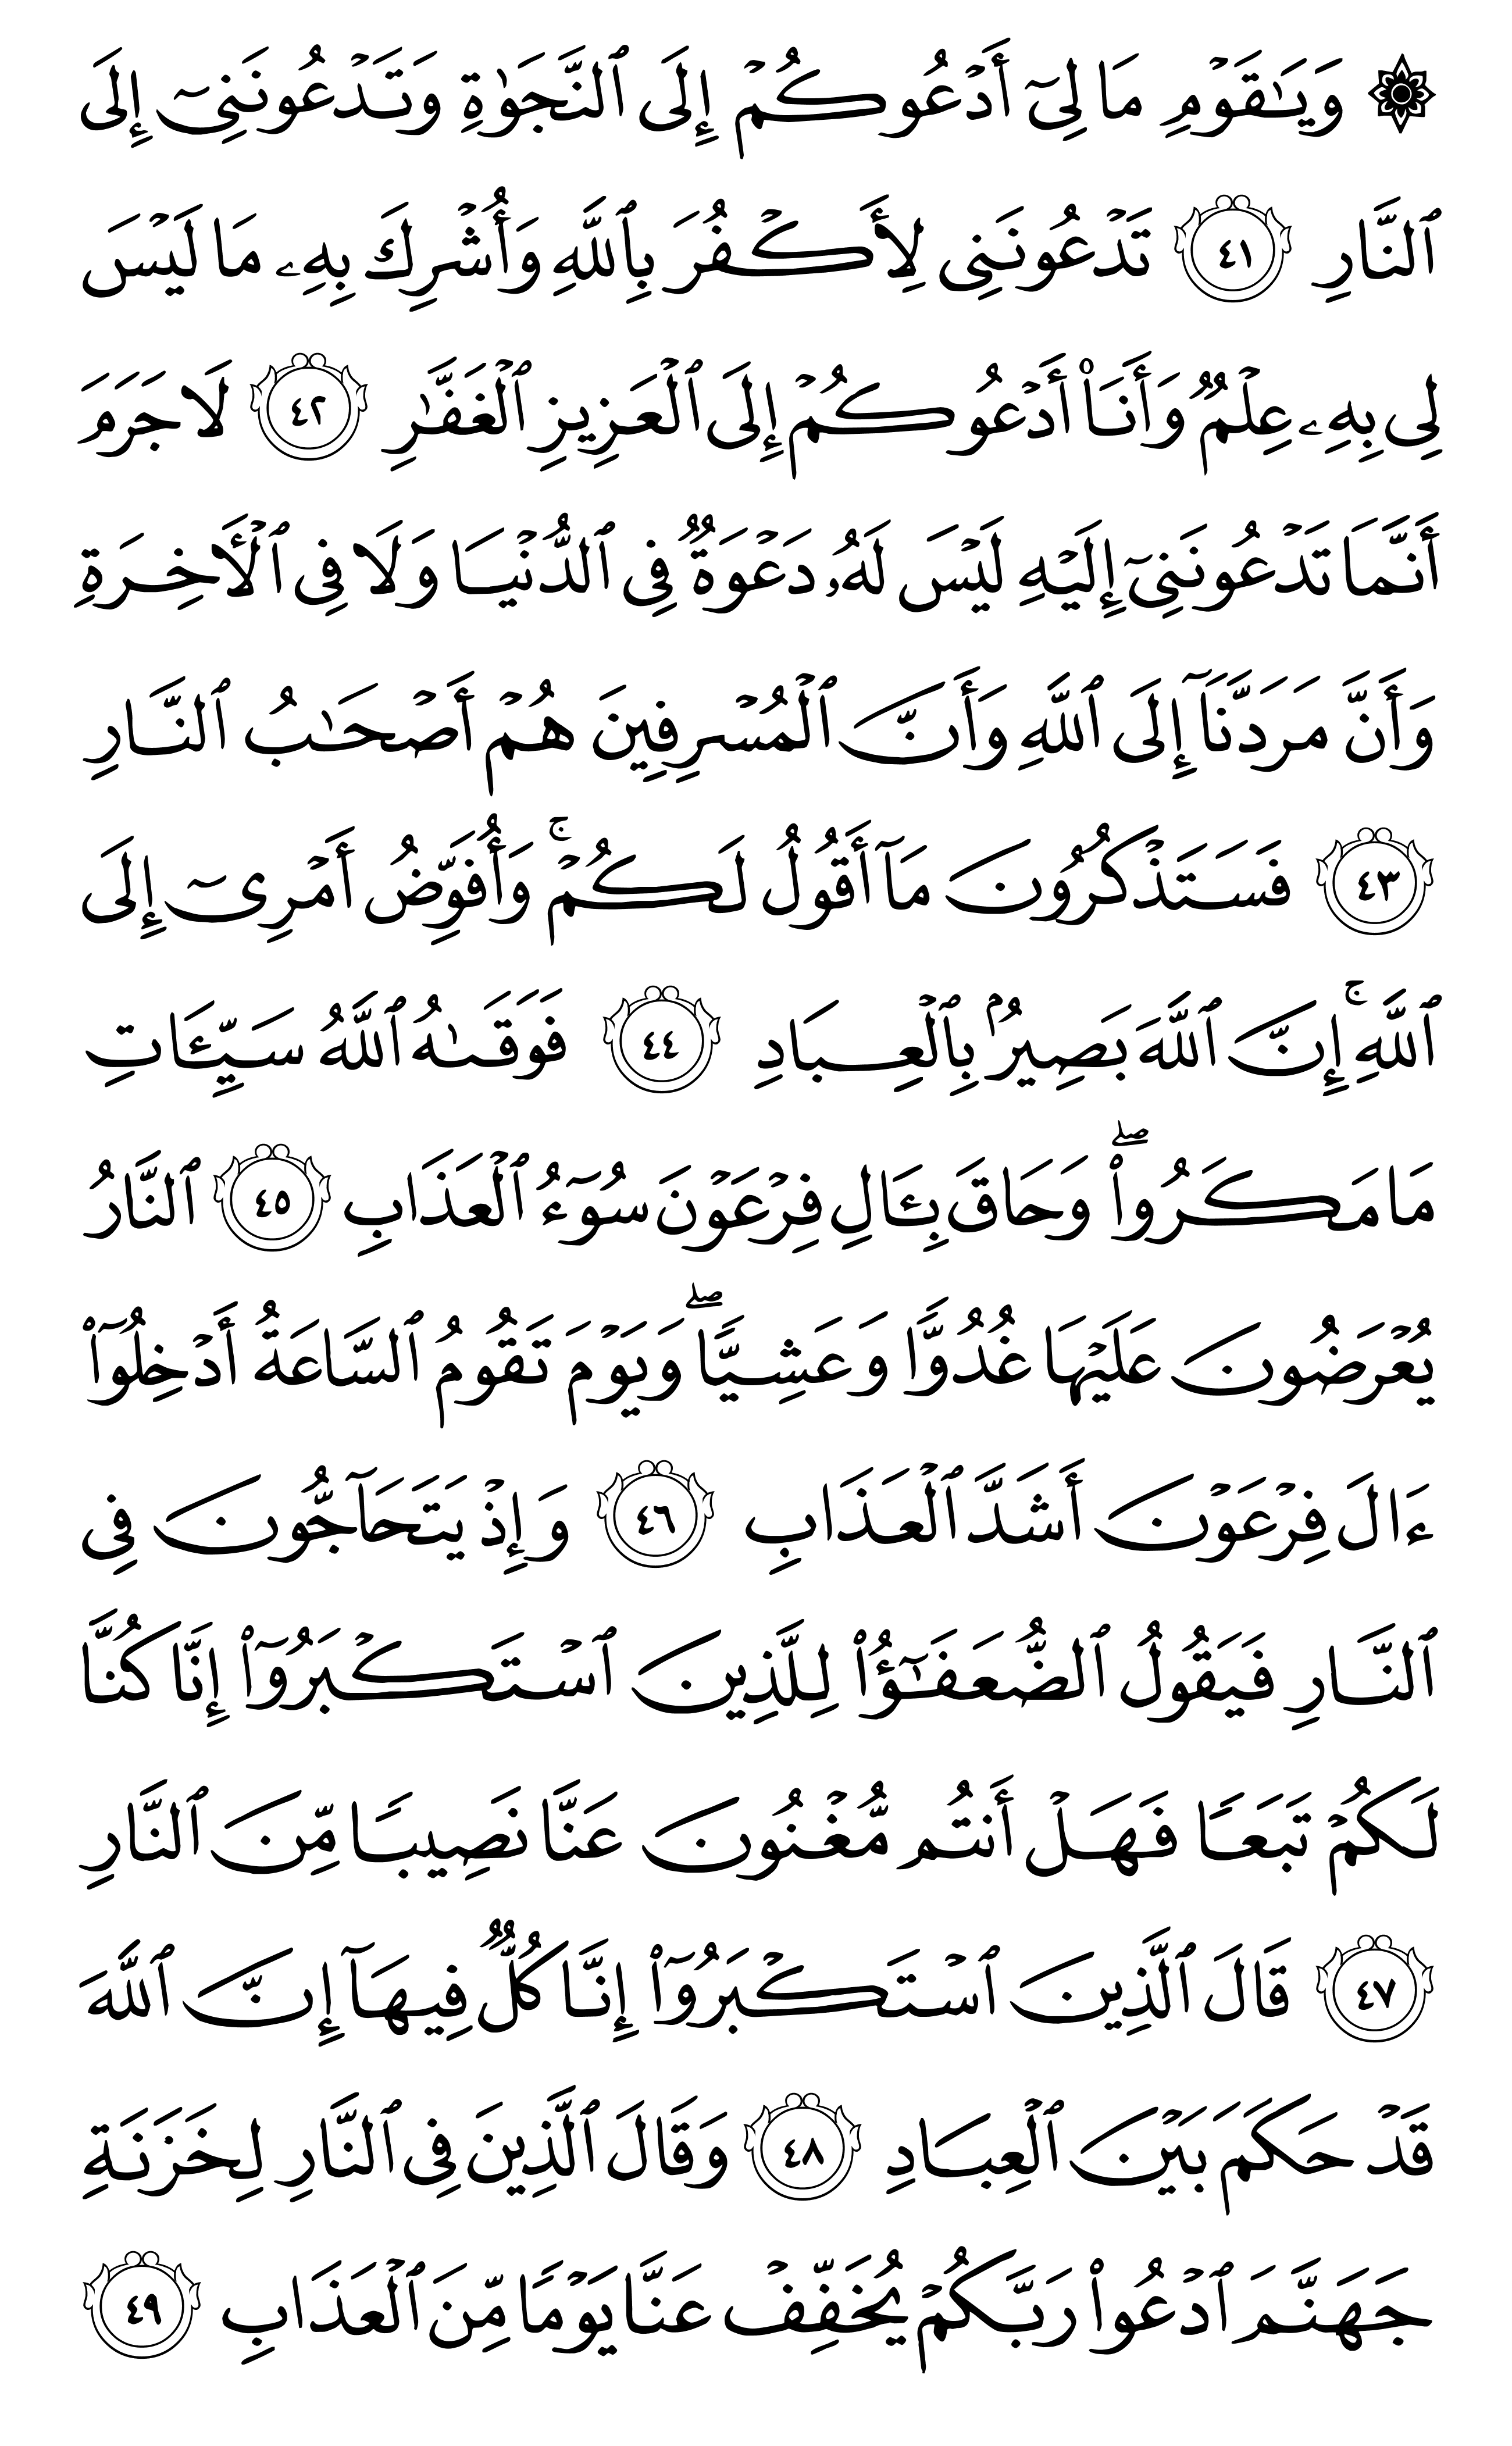 ۞ وَيَٰقَوْمِ مَا لِىٓ أَدْعُوكُمْ إِلَى ٱلنَّجَوٰةِ وَتَدْعُونَنِىٓ إِلَى
ٱلنَّارِ ٤١ تَدْعُونَنِى لِأَكْفُرَ بِٱللَّهِ وَأُشْرِكَ بِهِۦ مَا لَيْسَ
لِى بِهِۦ عِلْمٌ وَأَنَا۠ أَدْعُوكُمْ إِلَى ٱلْعَزِيزِ ٱلْغَفَّٰرِ ٤٢ لَا جَرَمَ
أَنَّمَا تَدْعُونَنِىٓ إِلَيْهِ لَيْسَ لَهُۥ دَعْوَةٌ فِى ٱلدُّنْيَا وَلَا فِى ٱلْأَخِرَةِ
وَأَنَّ مَرَدَّنَآ إِلَى ٱللَّهِ وَأَنَّ ٱلْمُسْرِفِينَ هُمْ أَصْحَٰبُ ٱلنَّارِ
٤٣ فَسَتَذْكُرُونَ مَآ أَقُولُ لَكُمْ ۚ وَأُفَوِّضُ أَمْرِىٓ إِلَى
ٱللَّهِ ۚ إِنَّ ٱللَّهَ بَصِيرٌۢ بِٱلْعِبَادِ ٤٤ فَوَقَىٰهُ ٱللَّهُ سَيِّـَٔاتِ
مَا مَكَرُوا۟ ۖ وَحَاقَ بِـَٔالِ فِرْعَوْنَ سُوٓءُ ٱلْعَذَابِ ٤٥ ٱلنَّارُ
يُعْرَضُونَ عَلَيْهَا غُدُوًّا وَعَشِيًّا ۖ وَيَوْمَ تَقُومُ ٱلسَّاعَةُ أَدْخِلُوٓا۟
ءَالَ فِرْعَوْنَ أَشَدَّ ٱلْعَذَابِ ٤٦ وَإِذْ يَتَحَآجُّونَ فِى
ٱلنَّارِ فَيَقُولُ ٱلضُّعَفَٰٓؤُا۟ لِلَّذِينَ ٱسْتَكْبَرُوٓا۟ إِنَّا كُنَّا
لَكُمْ تَبَعًا فَهَلْ أَنتُم مُّغْنُونَ عَنَّا نَصِيبًا مِّنَ ٱلنَّارِ
٤٧ قَالَ ٱلَّذِينَ ٱسْتَكْبَرُوٓا۟ إِنَّا كُلٌّ فِيهَآ إِنَّ ٱللَّهَ
قَدْ حَكَمَ بَيْنَ ٱلْعِبَادِ ٤٨ وَقَالَ ٱلَّذِينَ فِى ٱلنَّارِ لِخَزَنَةِ
جَهَنَّمَ ٱدْعُوا۟ رَبَّكُمْ يُخَفِّفْ عَنَّا يَوْمًا مِّنَ ٱلْعَذَابِ ٤٩